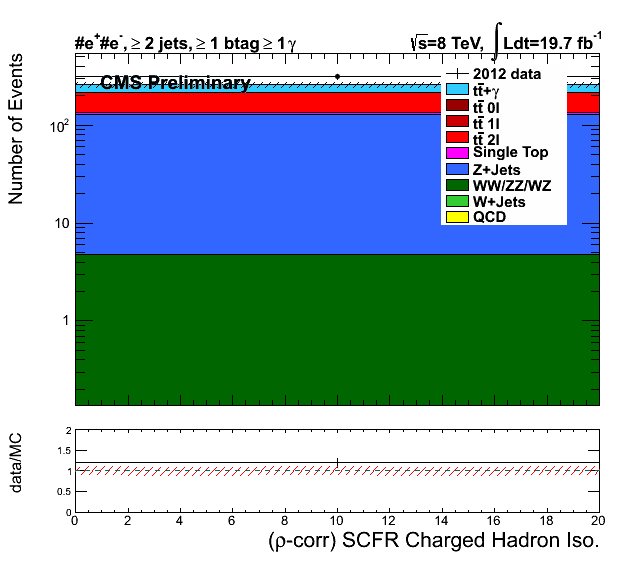 #e⁺#e⁻, ≥ 2 jets, ≥ 1 btag ≥ 1 γ
√s=8 TeV, ∫Ldt=19.7 fb⁻¹
CMS Preliminary
2012 data
tt̄+γ
tt̄ 0l
tt̄ 1l
tt̄ 2l
Single Top
Z+Jets
WW/ZZ/WZ
W+Jets
QCD
Number of Events
10²
10
1
data/MC
2
1.5
1
0.5
0
0 2 4 6 8 10 12 14 16 18 20
(ρ-corr) SCFR Charged Hadron Iso.